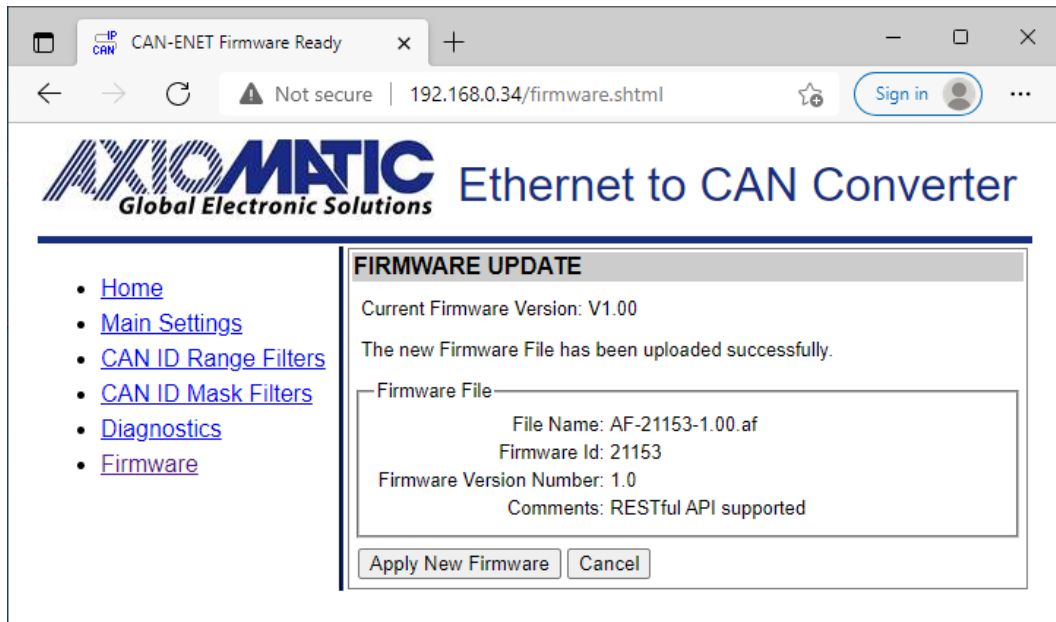 IP
CAN
CAN-ENET Firmware Ready
Not secure | 192.168.0.34/firmware.shtml
Sign in
AXIOMATIC
Global Electronic Solutions
Ethernet to CAN Converter
Home
Main Settings
CAN ID Range Filters
CAN ID Mask Filters
Diagnostics
Firmware
FIRMWARE UPDATE
Current Firmware Version: V1.00
The new Firmware File has been uploaded successfully.
Firmware File
File Name: AF-21153-1.00.af
Firmware Id: 21153
Firmware Version Number: 1.0
Comments: RESTful API supported
Apply New Firmware Cancel